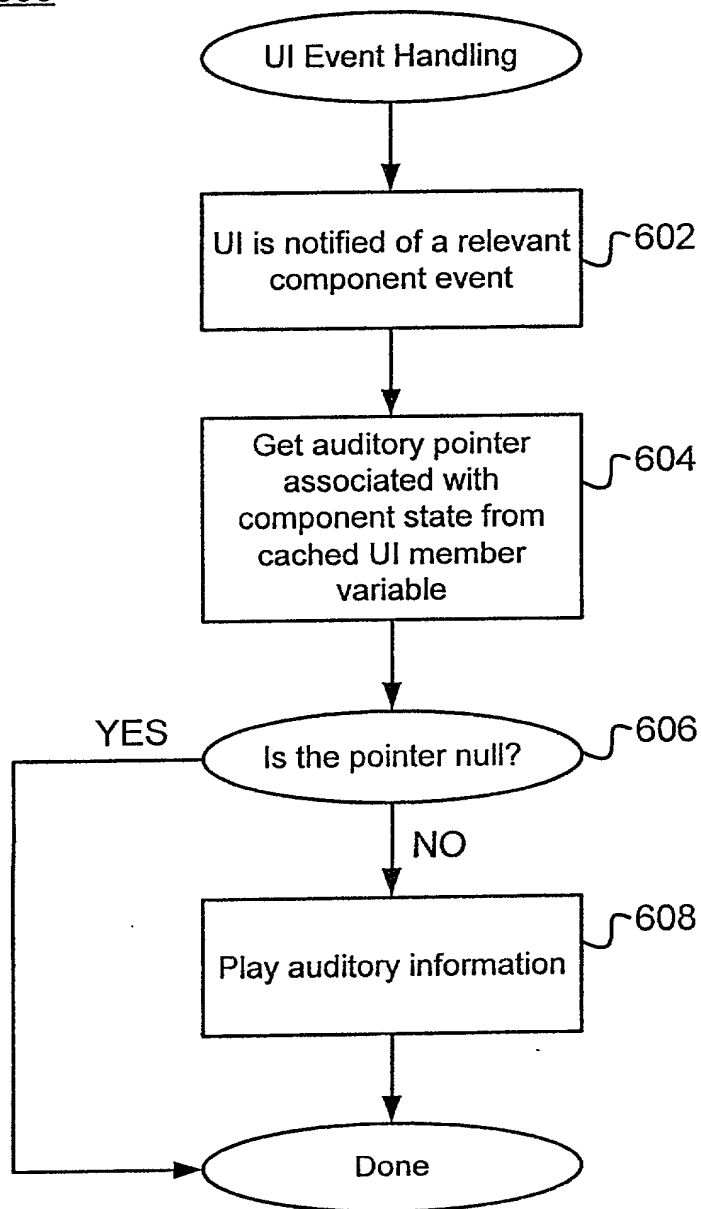 UI Event Handling
UI is notified of a relevant
component event
602
Get auditory pointer
associated with
component state from
cached UI member
variable
604
YES
Is the pointer null?
606
NO
Play auditory information
608
Done